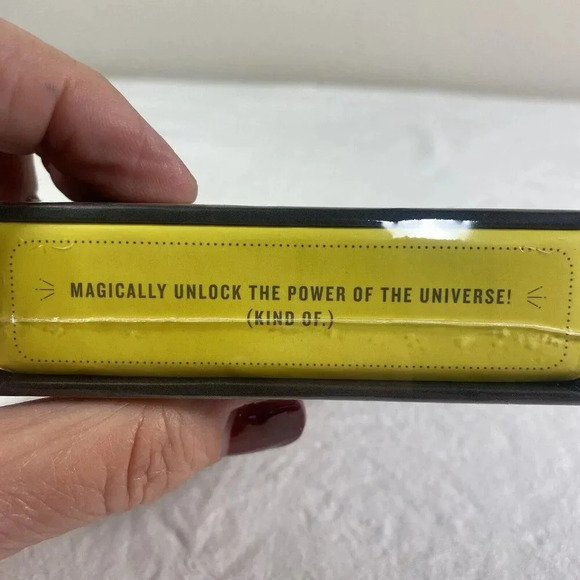 MAGICALLY UNLOCK THE POWER OF THE UNIVERSE!
(KIND OF.)